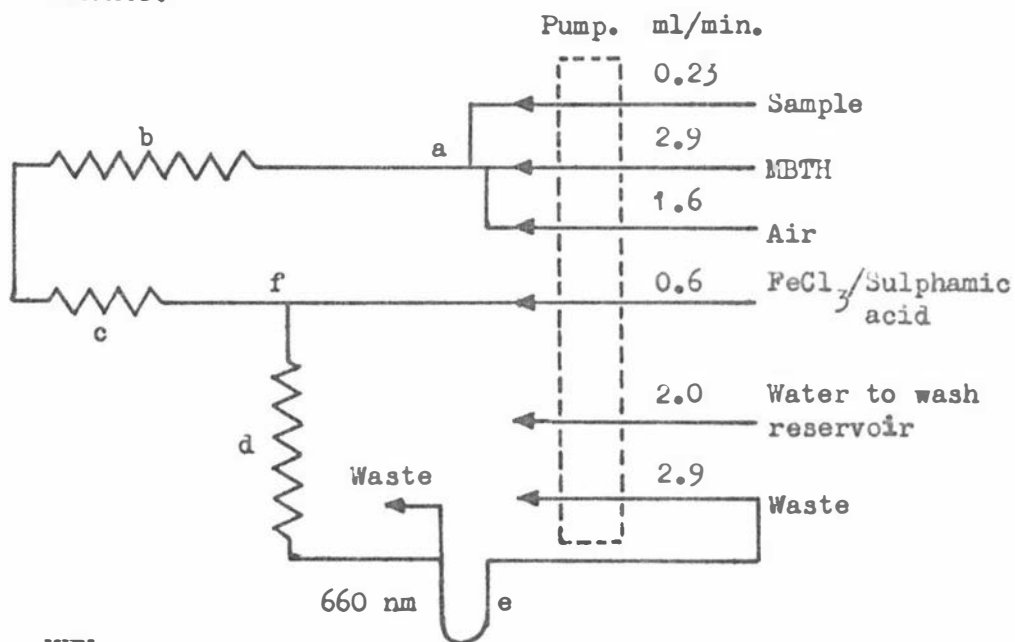 Pump. ml/min.
0.23
Sample
b
a
2.9
MBTH
1.6
Air
f
0.6
FeCl3/Sulphamic
acid
c
2.0
Water to wash
reservoir
d
Waste
2.9
Waste
660 nm
e